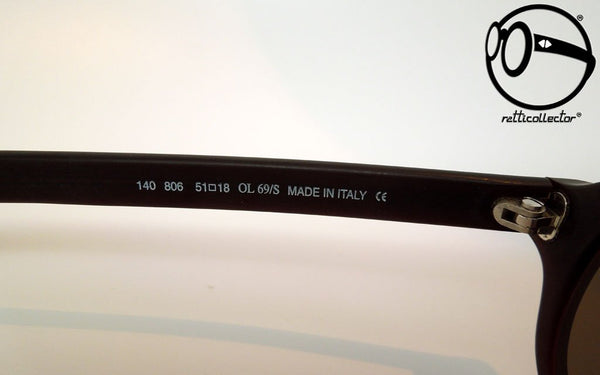 retticollector®
140 806 51□18 OL 69/S MADE IN ITALY CE